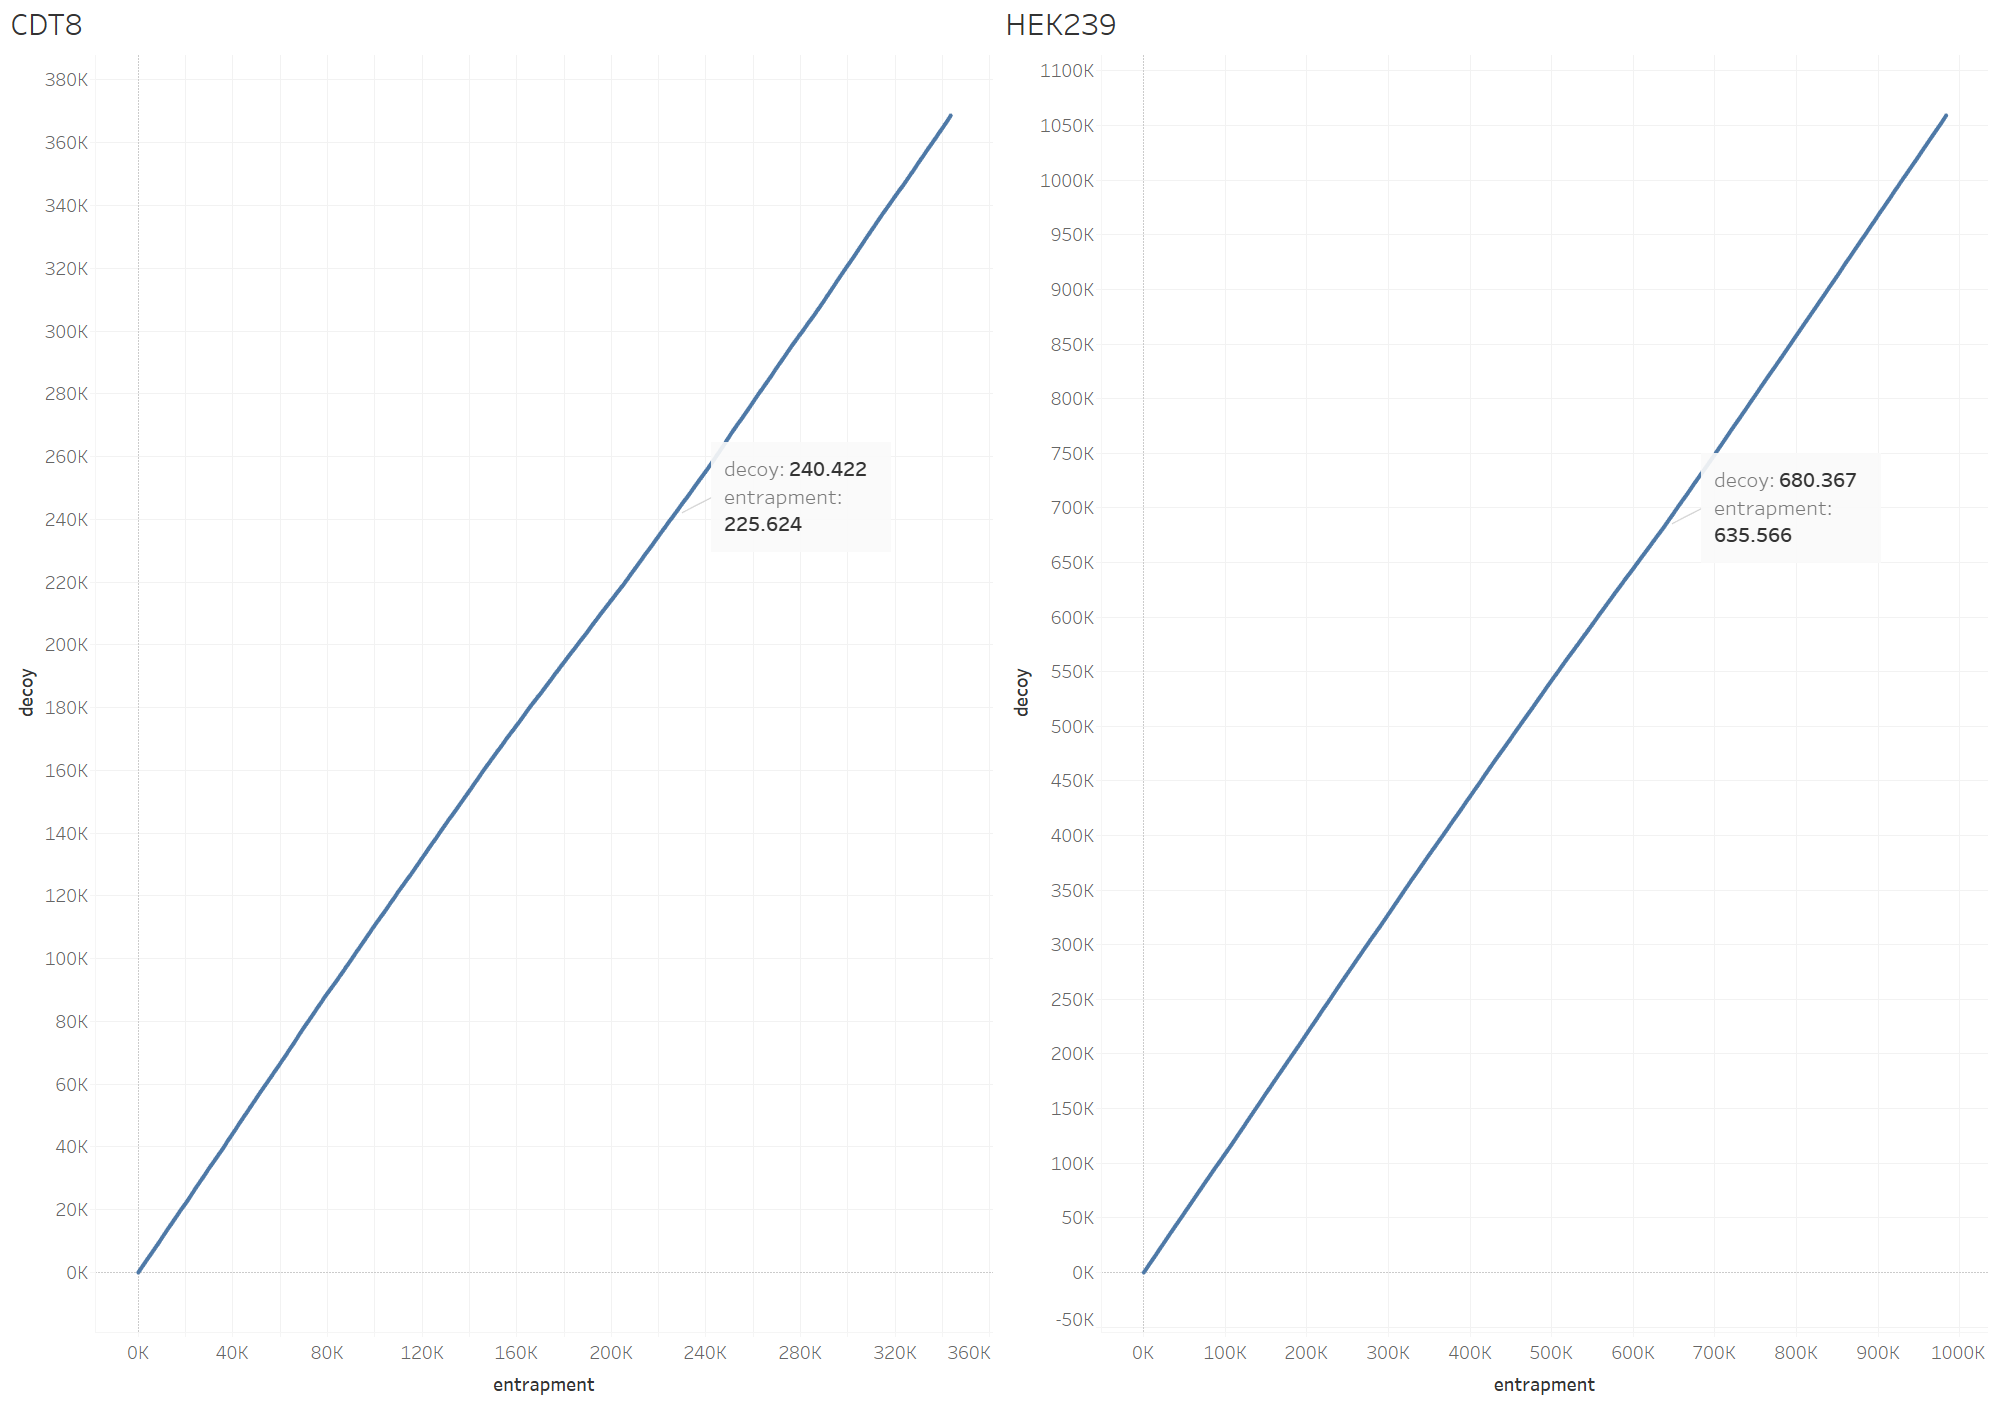 CDT8
380K
360K
340K
320K
300K
280K
260K
240K
220K
200K
180K
160K
140K
120K
100K
80K
60K
40K
20K
0K
decoy
decoy: 240.422
entrapment:
225.624
0K 40K 80K 120K 160K 200K 240K 280K 320K 360K
entrapment
HEK239
1100K
1050K
1000K
950K
900K
850K
800K
750K
700K
650K
600K
550K
500K
450K
400K
350K
300K
250K
200K
150K
100K
50K
0K
-50K
decoy
decoy: 680.367
entrapment:
635.566
0K 100K 200K 300K 400K 500K 600K 700K 800K 900K 1000K
entrapment